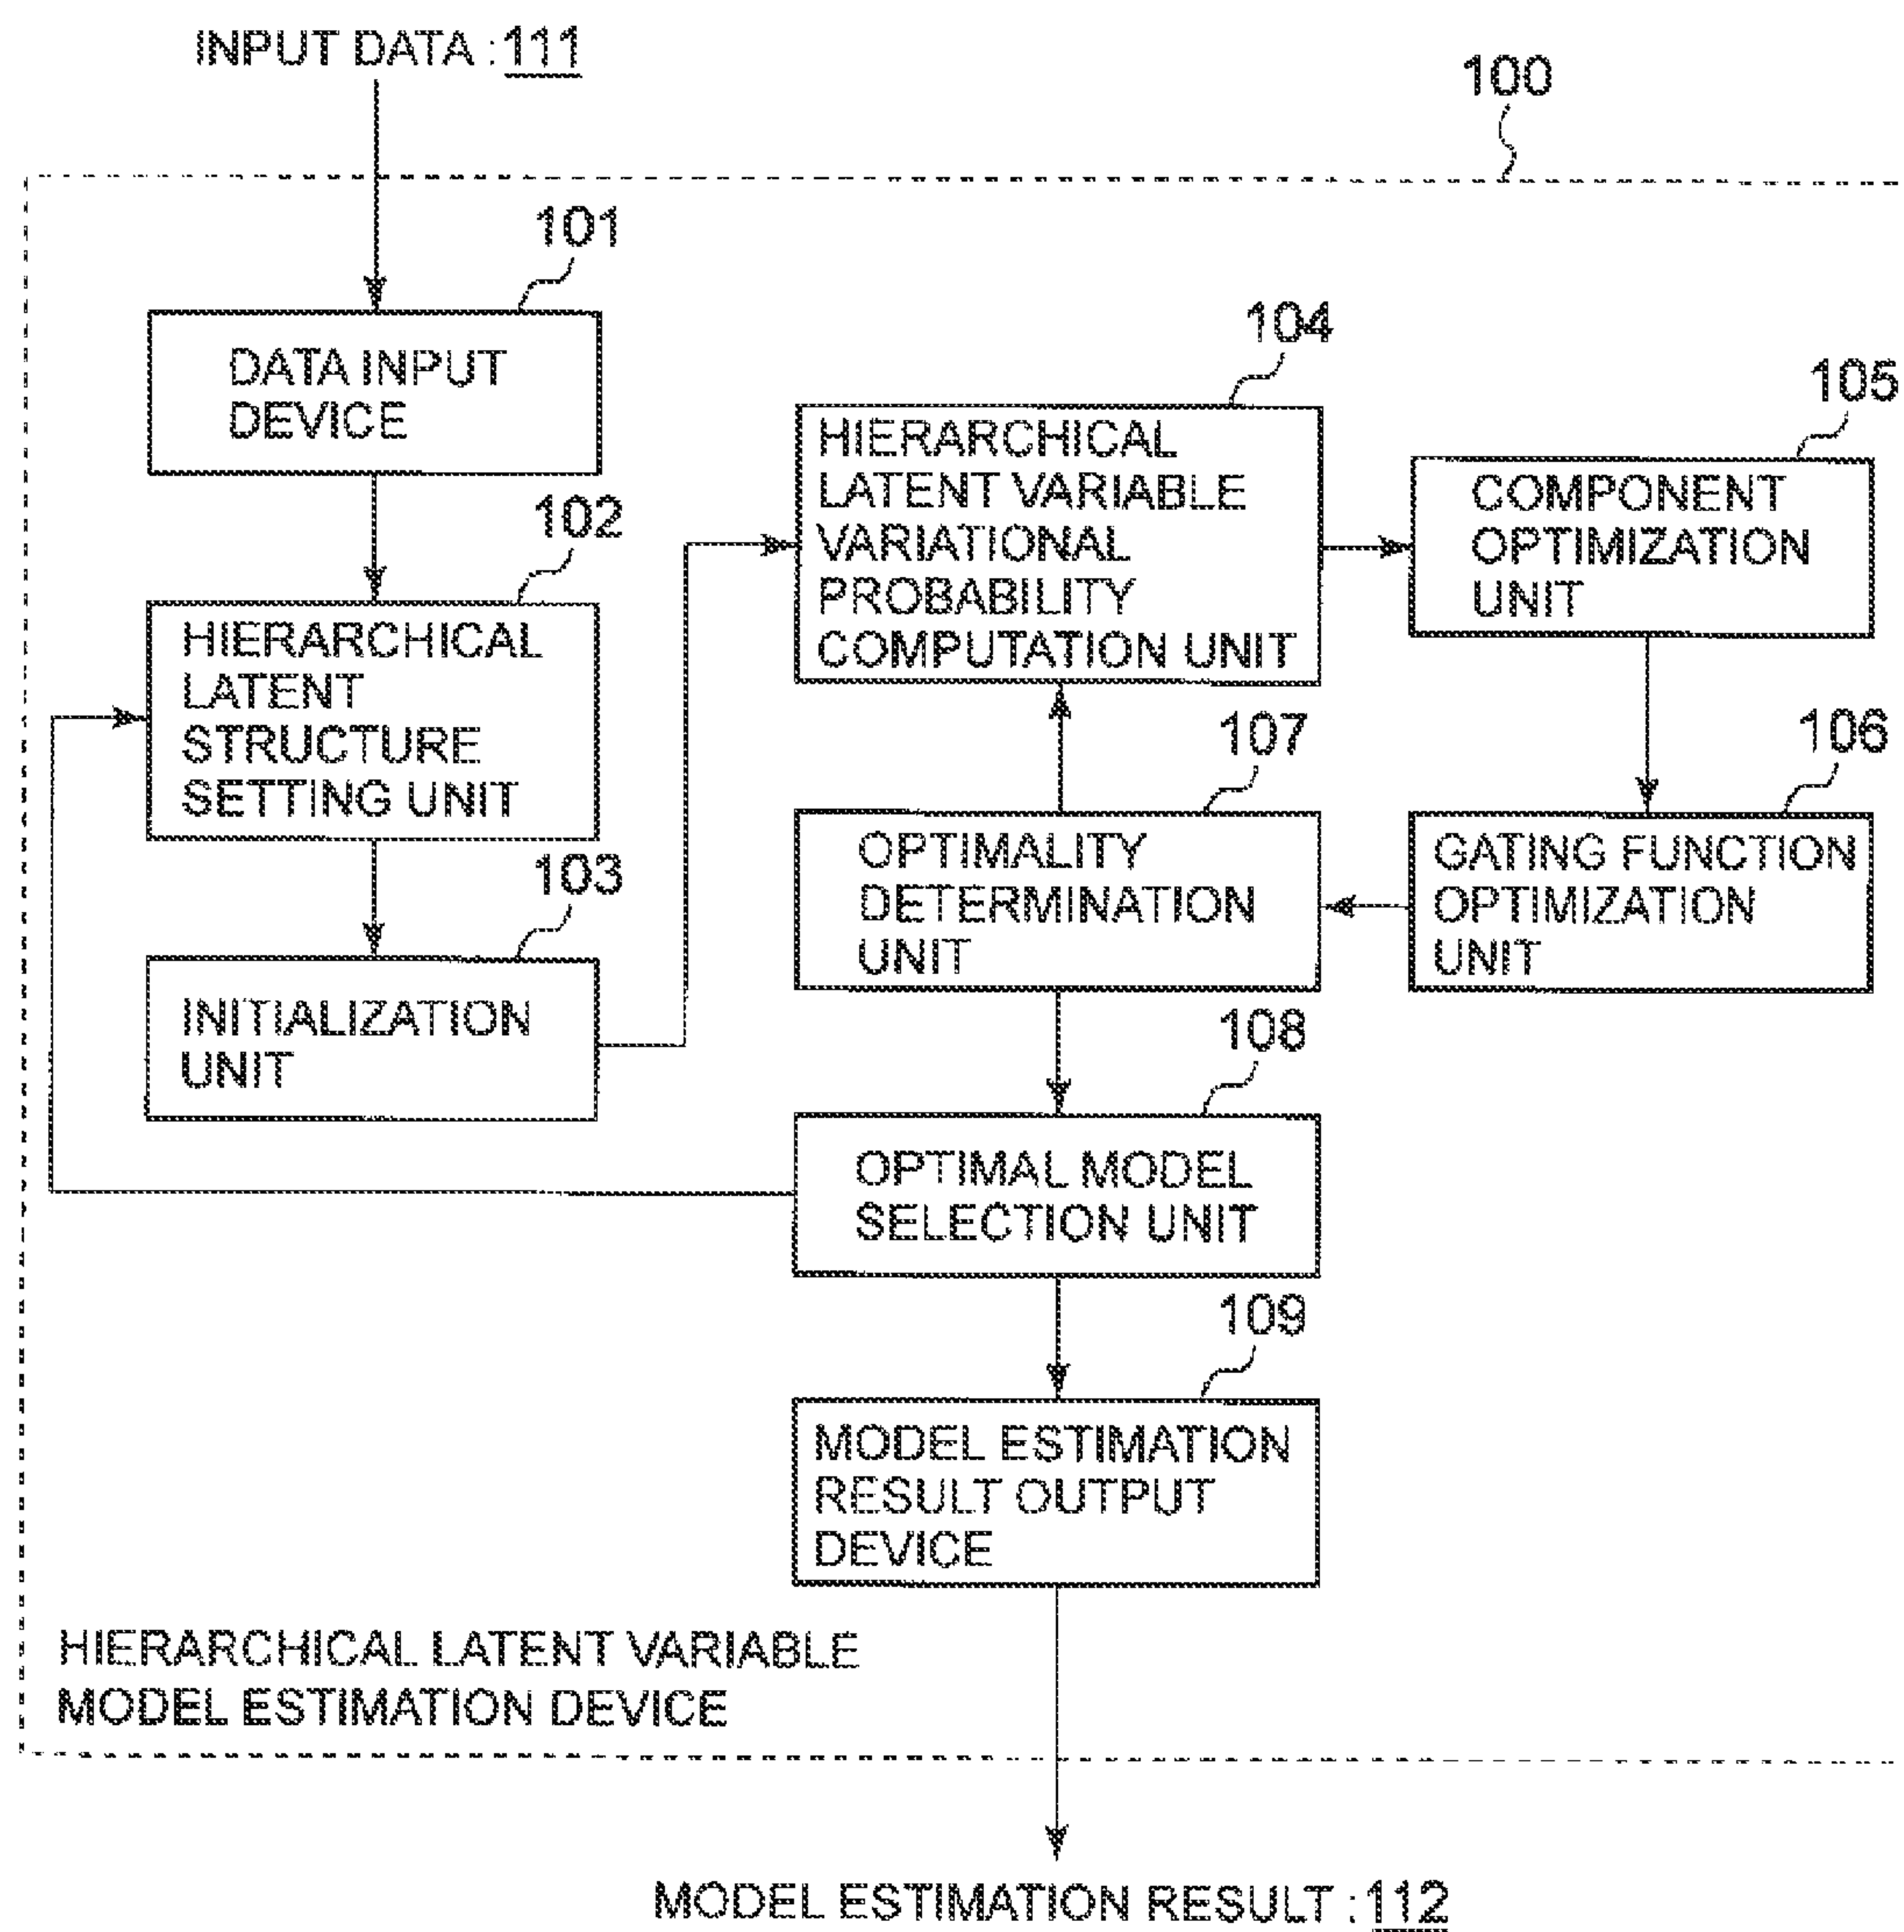 INPUT DATA : 111
100
101
DATA INPUT
DEVICE
102
HIERARCHICAL
LATENT
STRUCTURE
SETTING UNIT
103
INITIALIZATION
UNIT
104
HIERARCHICAL
LATENT VARIABLE
VARIATIONAL
PROBABILITY
COMPUTATION UNIT
105
COMPONENT
OPTIMIZATION
UNIT
106
GATING FUNCTION
OPTIMIZATION
UNIT
107
OPTIMALITY
DETERMINATION
UNIT
108
OPTIMAL MODEL
SELECTION UNIT
109
MODEL ESTIMATION
RESULT OUTPUT
DEVICE
HIERARCHICAL LATENT VARIABLE
MODEL ESTIMATION DEVICE
MODEL ESTIMATION RESULT : 112